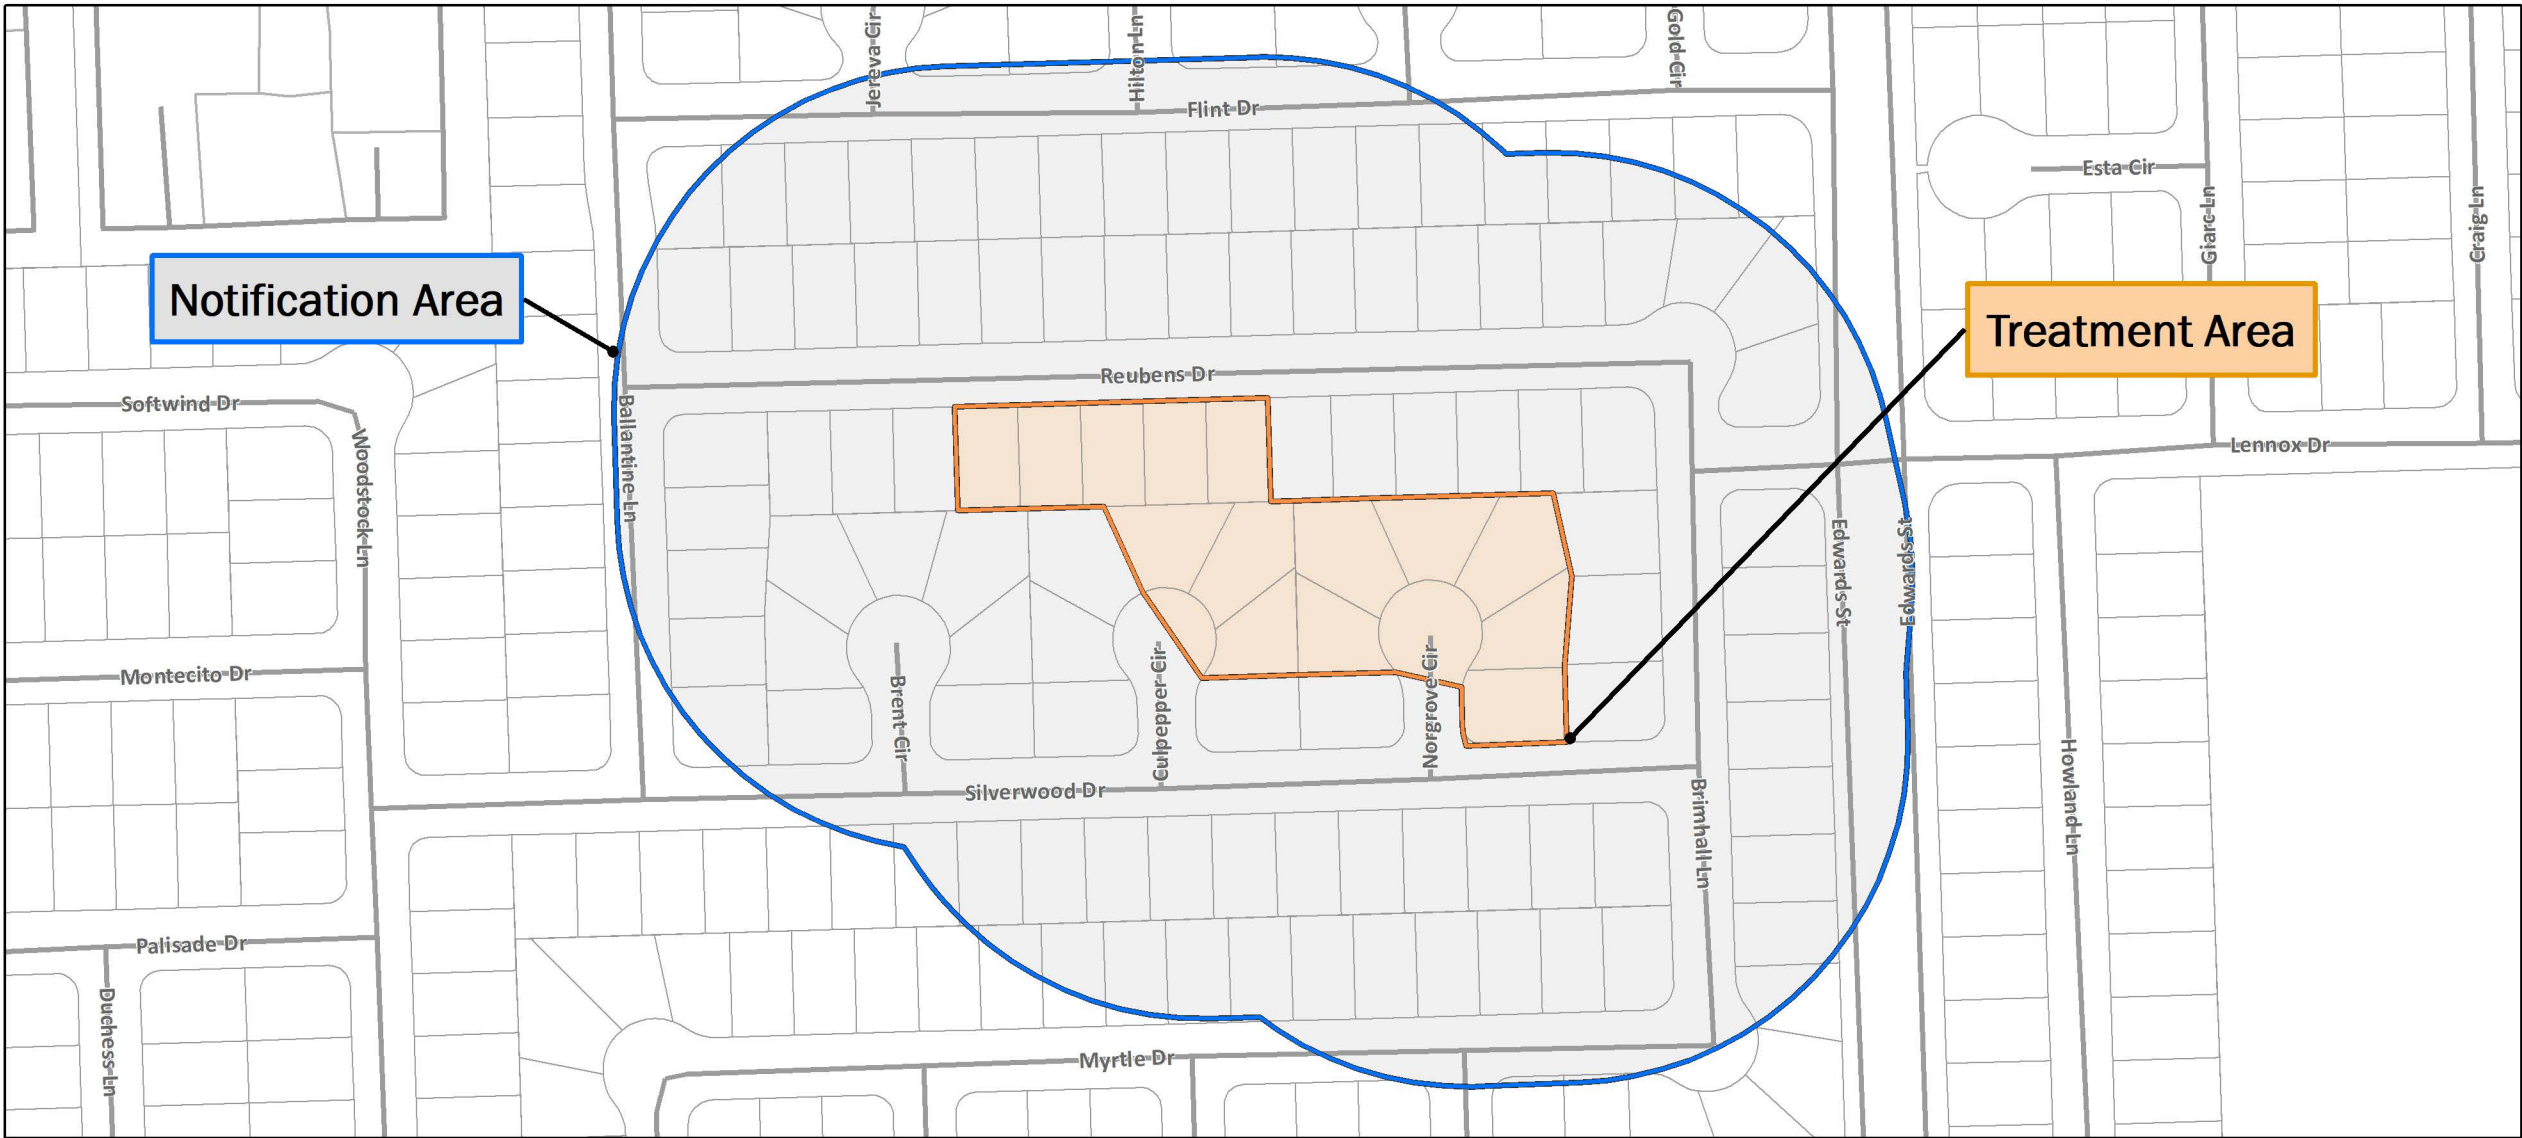 Jereva Cir
Hilton Ln
Golp Cir
Flint Dr
Esta Cir
Giarc Ln
Craig Ln
Notification Area
Treatment Area
Reubens Dr
Softwind Dr
Ballantine Ln
Woodstock Ln
Lennox Dr
Edwards St
Edwards St
Montecito Dr
Brent Cir
Culpepper Cir
Norgrove Cir
Silverwood Dr
Brimhall Ln
Howland Ln
Palisade Dr
Duchess Ln
Myrtle Dr